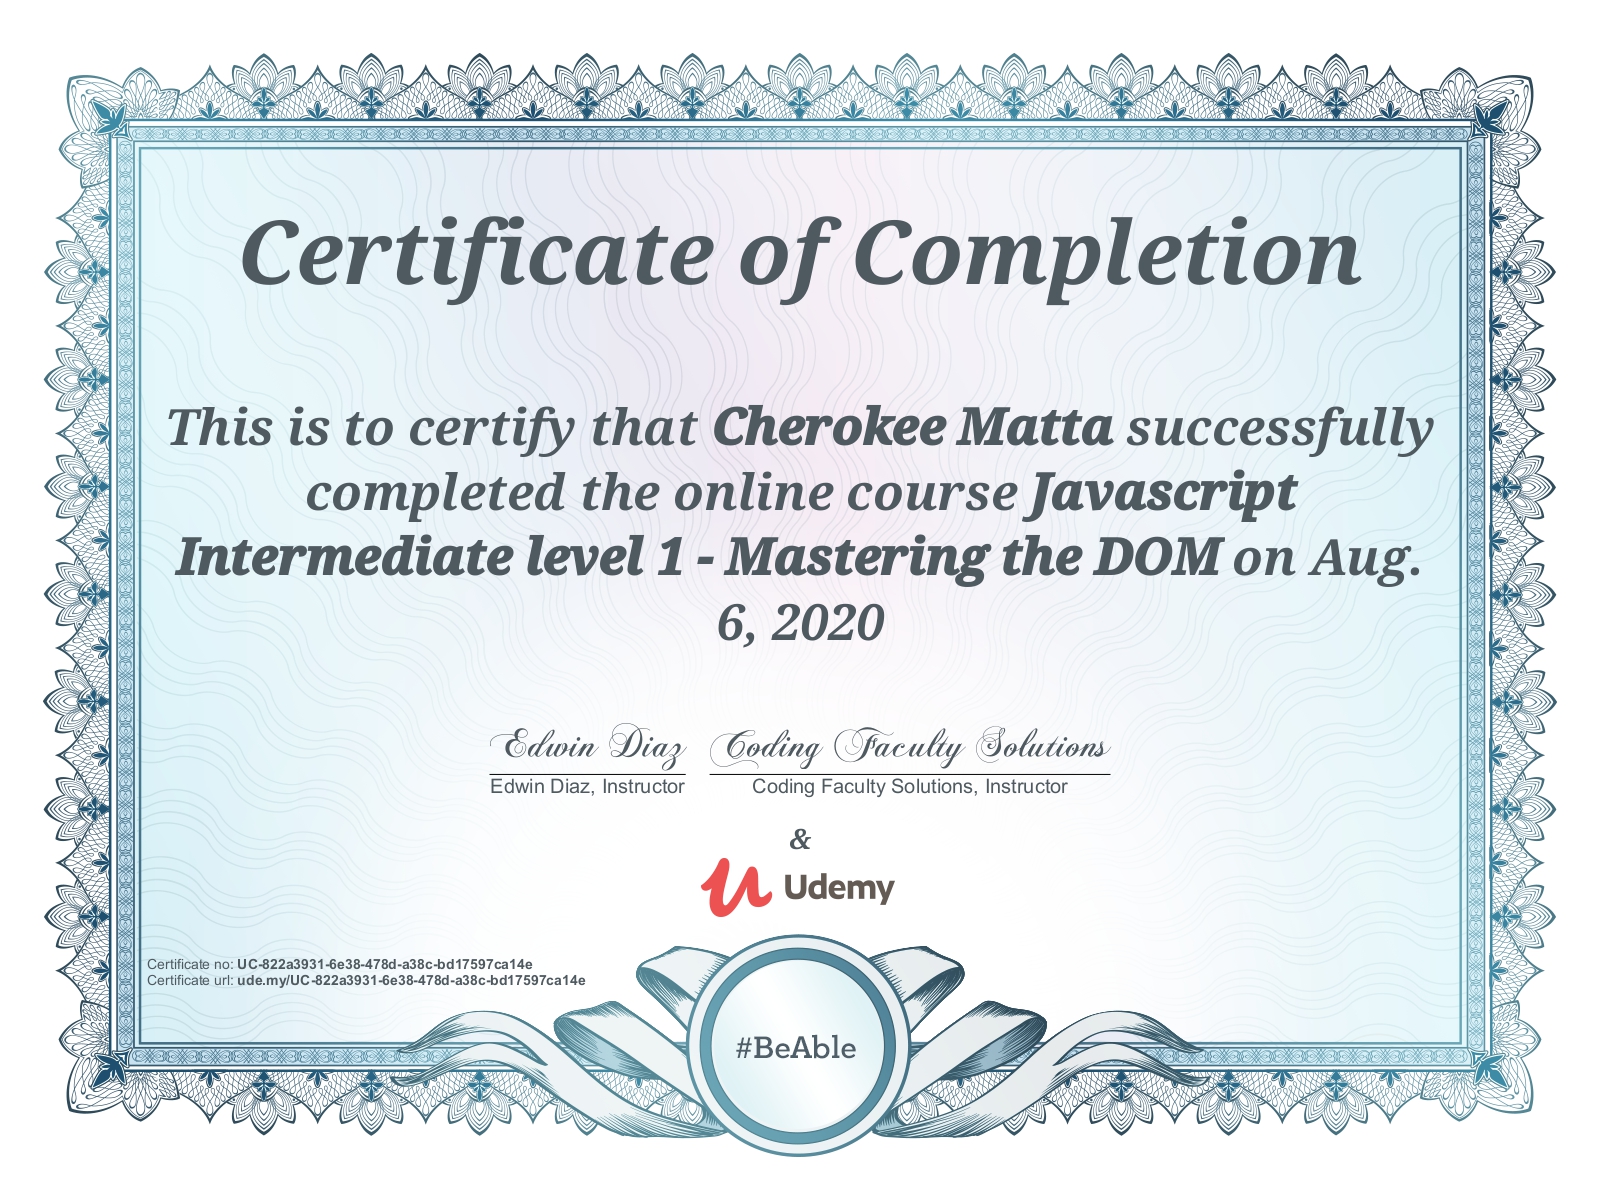 Certificate of Completion
This is to certify that Cherokee Matta successfully
completed the online course Javascript
Intermediate level 1 - Mastering the DOM on Aug.
6, 2020
Edwin Diaz Coding Faculty Solutions
Edwin Diaz, Instructor Coding Faculty Solutions, Instructor
&
Udemy
Certificate no: UC-822a3931-6e38-478d-a38c-bd17597ca14e
Certificate url: ude.my/UC-822a3931-6e38-478d-a38c-bd17597ca14e
#BeAble